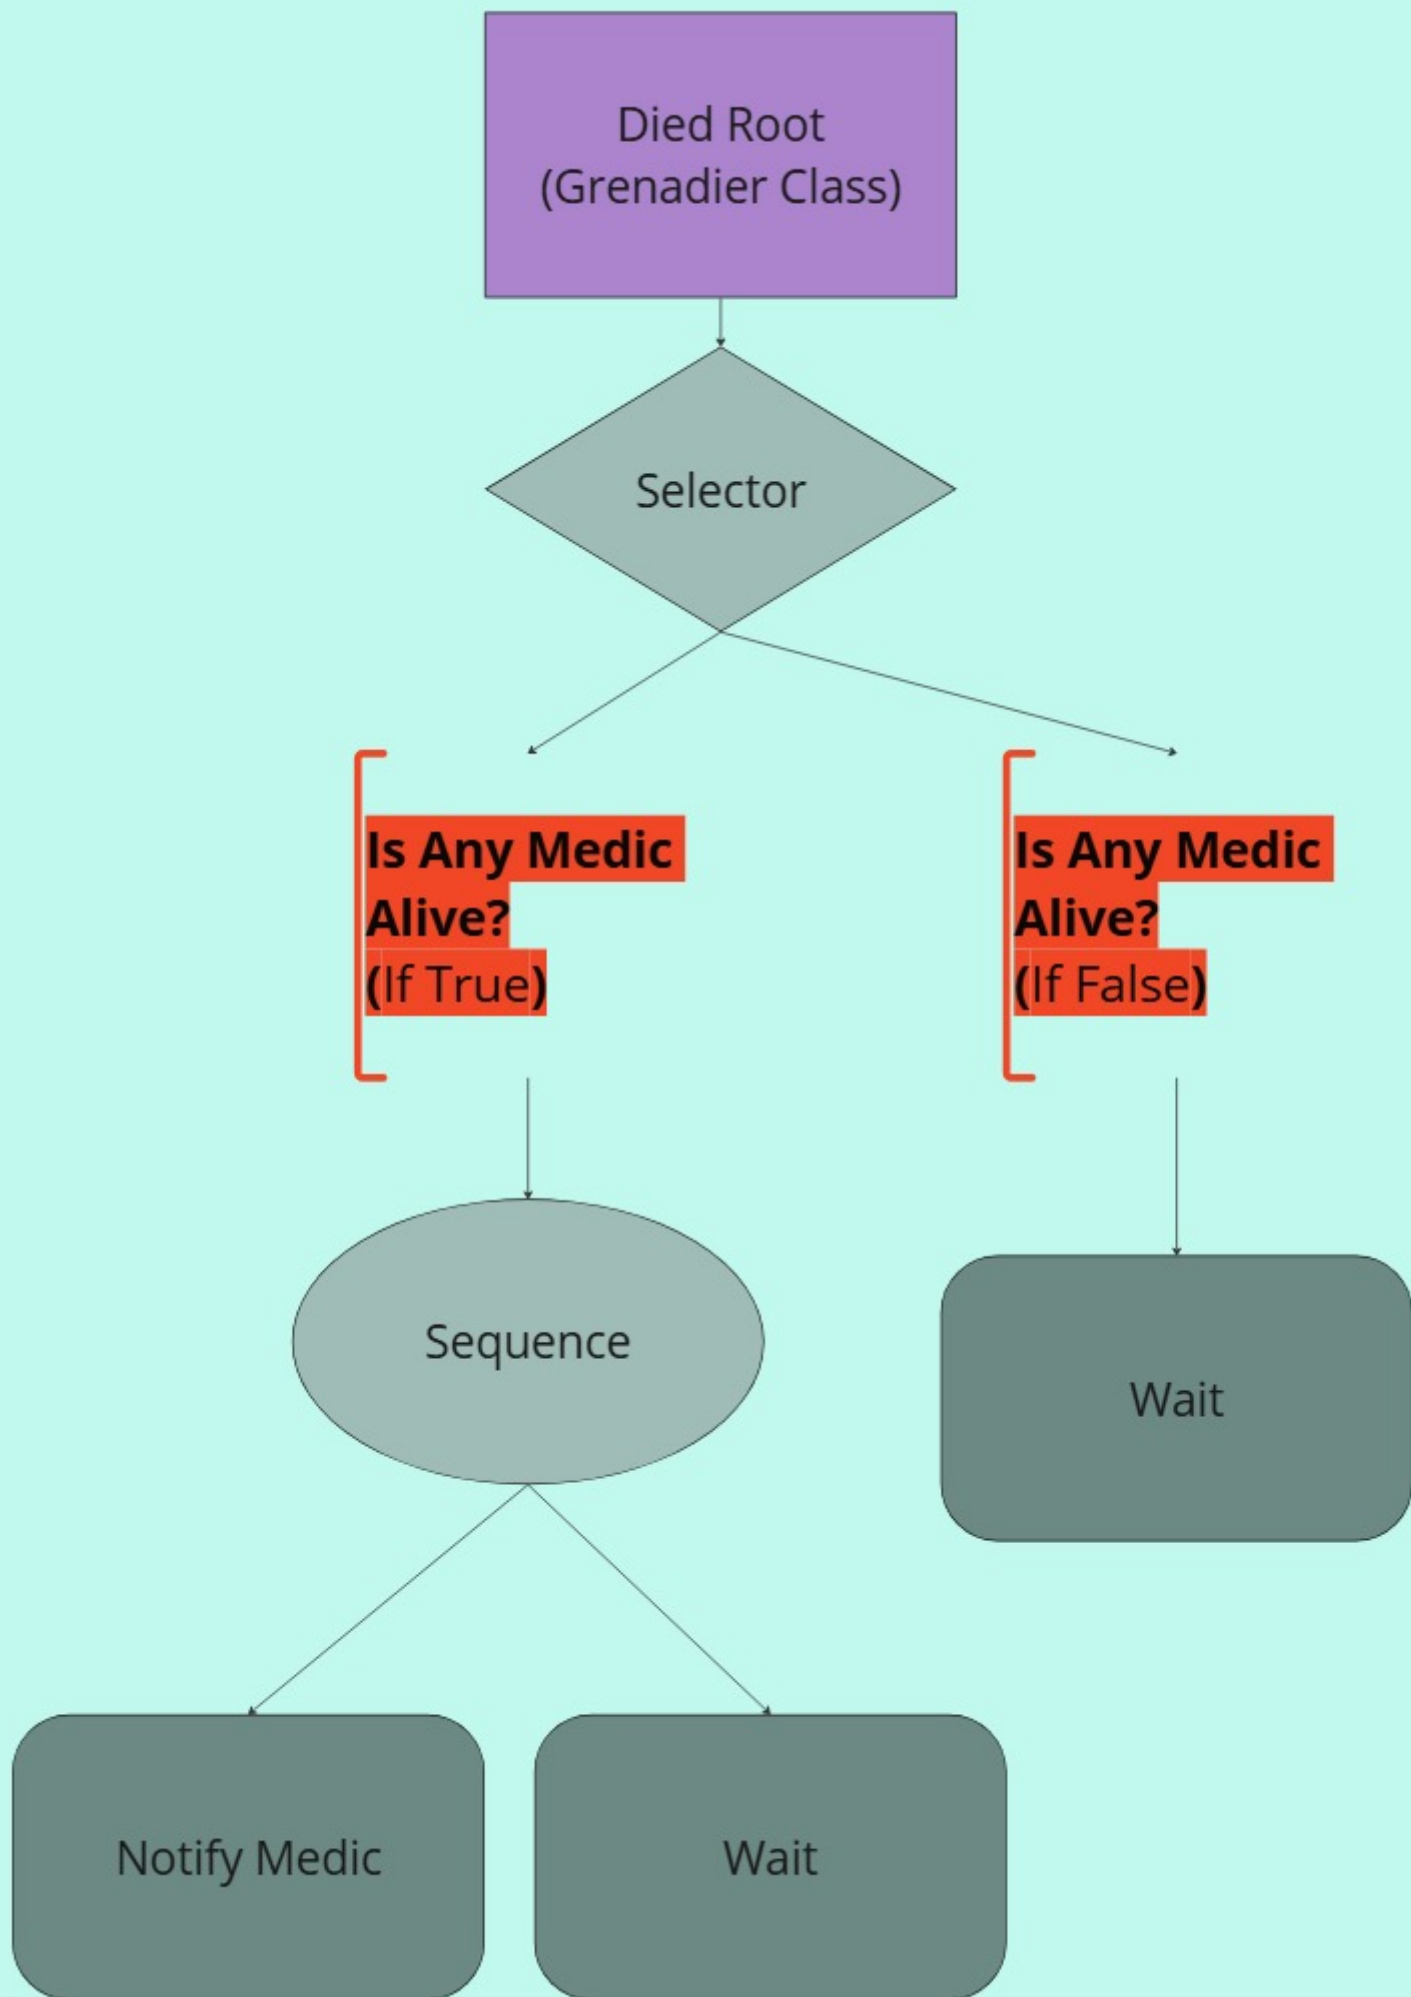 Died Root
(Grenadier Class)
Selector
Is Any Medic
Alive?
(If True)
Is Any Medic
Alive?
(If False)
Sequence
Wait
Notify Medic
Wait